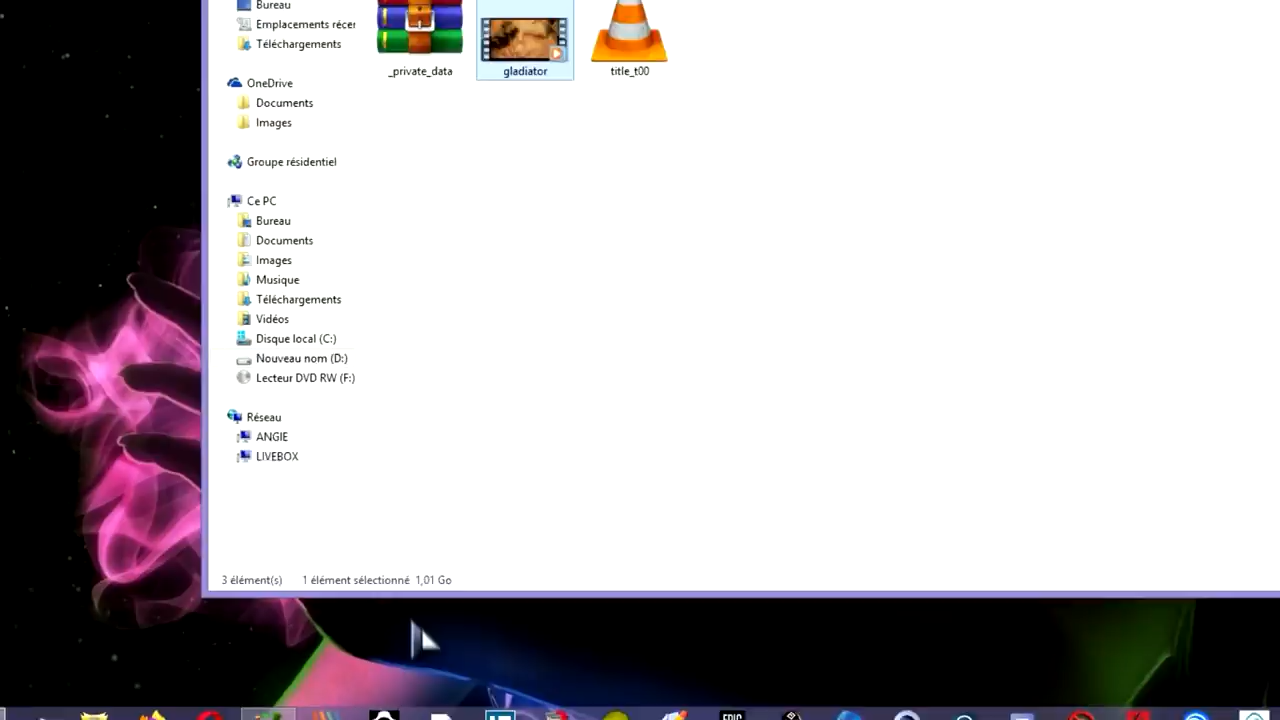 Bureau
Emplacements récer
Téléchargements
OneDrive
Documents
Images
Groupe résidentiel
Ce PC
Bureau
Documents
Images
Musique
Téléchargements
Vidéos
Disque local (C:)
Nouveau nom (D:)
Lecteur DVD RW (F:)
Réseau
ANGIE
LIVEBOX
_private_data
gladiator
title_t00
3 élément(s) 1 élément sélectionné 1,01 Go
EPIC